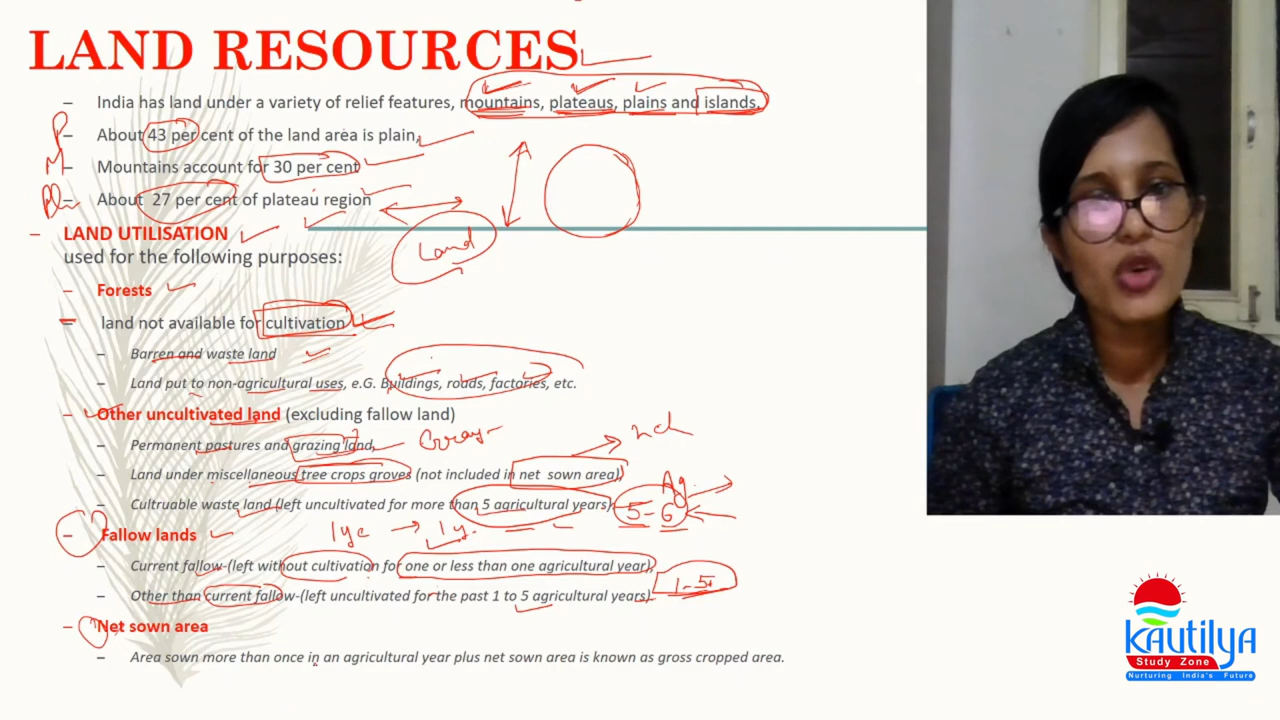 LAND RESOURCES
– India has land under a variety of relief features, mountains, plateaus, plains and islands.
P – About 43 per cent of the land area is plain,
M – Mountains account for 30 per cent
– About 27 per cent of plateau region
– LAND UTILISATION
Land
used for the following purposes:
– Forests
– land not available for cultivation
– Barren and waste land
– Land put to non-agricultural uses, e.G. Buildings, roads, factories, etc.
– Other uncultivated land (excluding fallow land)
– Permanent pastures and grazing land,
– Land under miscellaneous tree crops groves (not included in net sown area),
Ag.
– Cultruable waste land (left uncultivated for more than 5 agricultural years). 5-6
– Fallow lands
– Current fallow-(left without cultivation for one or less than one agricultural year),
– Other than current fallow-(left uncultivated for the past 1 to 5 agricultural years).
– Net sown area
– Area sown more than once in an agricultural year plus net sown area is known as gross cropped area.
Kautilya
Study Zone
Nurturing India's Future